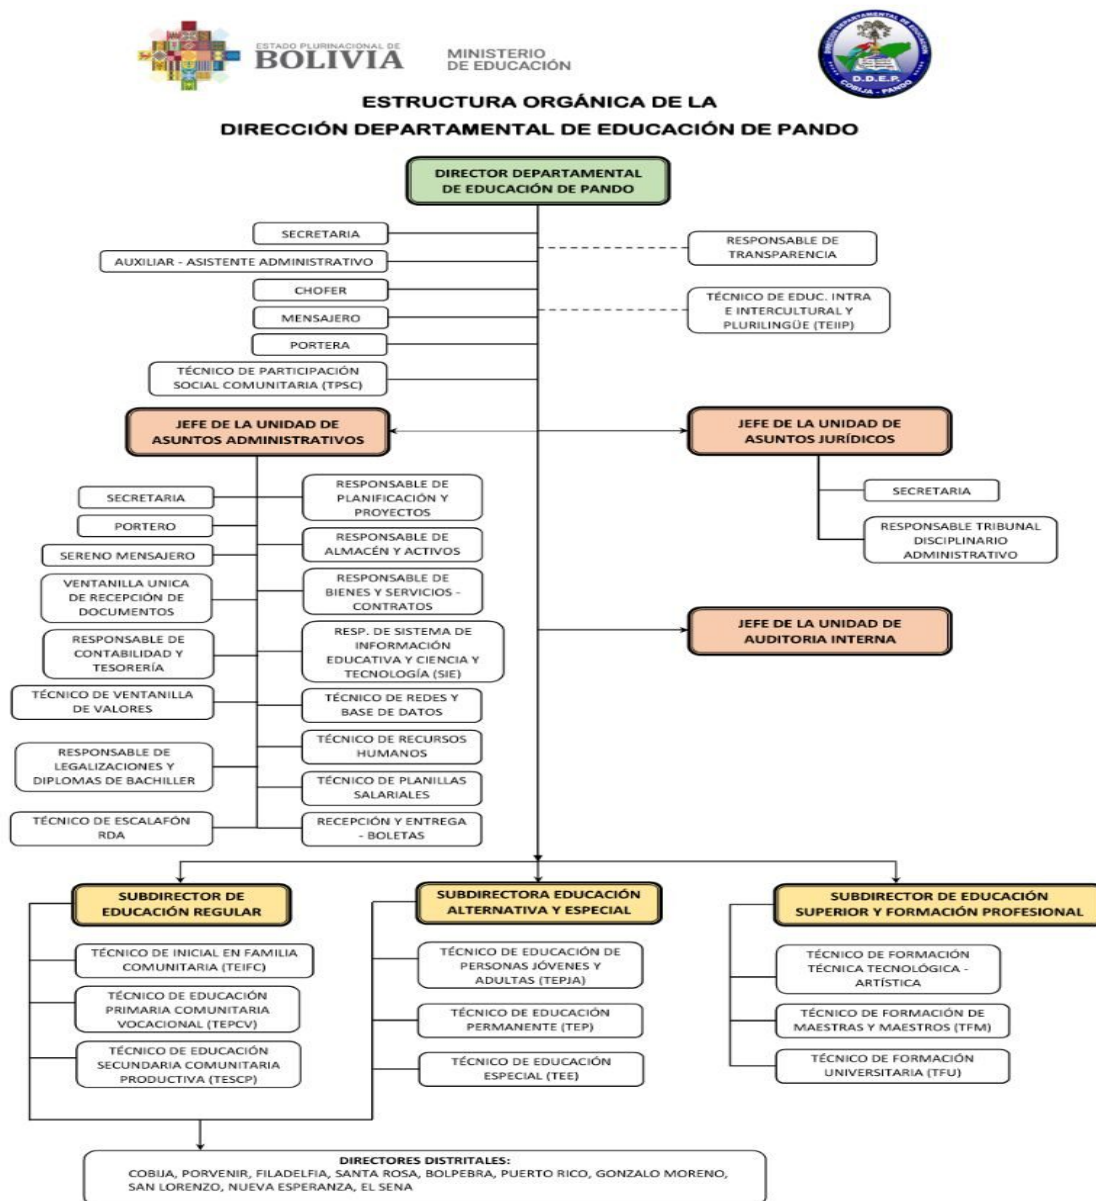 ESTADO PLURINACIONAL DE
BOLIVIA
MINISTERIO
DE EDUCACIÓN
DIRECCIÓN DEPARTAMENTAL DE EDUCACIÓN
D.D.E.P.
COBIJA - PANDO
ESTRUCTURA ORGÁNICA DE LA
DIRECCIÓN DEPARTAMENTAL DE EDUCACIÓN DE PANDO
DIRECTOR DEPARTAMENTAL
DE EDUCACIÓN DE PANDO
SECRETARIA
AUXILIAR - ASISTENTE ADMINISTRATIVO
CHOFER
MENSAJERO
PORTERA
TÉCNICO DE PARTICIPACIÓN
SOCIAL COMUNITARIA (TPSC)
RESPONSABLE DE
TRANSPARENCIA
TÉCNICO DE EDUC. INTRA
E INTERCULTURAL Y
PLURILINGÜE (TEIIP)
JEFE DE LA UNIDAD DE
ASUNTOS ADMINISTRATIVOS
SECRETARIA
PORTERO
SERENO MENSAJERO
VENTANILLA UNICA
DE RECEPCIÓN DE
DOCUMENTOS
RESPONSABLE DE
CONTABILIDAD Y
TESORERÍA
TÉCNICO DE VENTANILLA
DE VALORES
RESPONSABLE DE
LEGALIZACIONES Y
DIPLOMAS DE BACHILLER
TÉCNICO DE ESCALAFÓN
RDA
RESPONSABLE DE
PLANIFICACIÓN Y
PROYECTOS
RESPONSABLE DE
ALMACÉN Y ACTIVOS
RESPONSABLE DE
BIENES Y SERVICIOS -
CONTRATOS
RESP. DE SISTEMA DE
INFORMACIÓN
EDUCATIVA Y CIENCIA Y
TECNOLOGÍA (SIE)
TÉCNICO DE REDES Y
BASE DE DATOS
TÉCNICO DE RECURSOS
HUMANOS
TÉCNICO DE PLANILLAS
SALARIALES
RECEPCIÓN Y ENTREGA
- BOLETAS
JEFE DE LA UNIDAD DE
ASUNTOS JURÍDICOS
SECRETARIA
RESPONSABLE TRIBUNAL
DISCIPLINARIO
ADMINISTRATIVO
JEFE DE LA UNIDAD DE
AUDITORIA INTERNA
SUBDIRECTOR DE
EDUCACIÓN REGULAR
TÉCNICO DE INICIAL EN FAMILIA
COMUNITARIA (TEIFC)
TÉCNICO DE EDUCACIÓN
PRIMARIA COMUNITARIA
VOCACIONAL (TEPCV)
TÉCNICO DE EDUCACIÓN
SECUNDARIA COMUNITARIA
PRODUCTIVA (TESCP)
SUBDIRECTORA EDUCACIÓN
ALTERNATIVA Y ESPECIAL
TÉCNICO DE EDUCACIÓN DE
PERSONAS JÓVENES Y
ADULTAS (TEPJA)
TÉCNICO DE EDUCACIÓN
PERMANENTE (TEP)
TÉCNICO DE EDUCACIÓN
ESPECIAL (TEE)
SUBDIRECTOR DE EDUCACIÓN
SUPERIOR Y FORMACIÓN PROFESIONAL
TÉCNICO DE FORMACIÓN
TÉCNICA TECNOLÓGICA -
ARTÍSTICA
TÉCNICO DE FORMACIÓN DE
MAESTRAS Y MAESTROS (TFM)
TÉCNICO DE FORMACIÓN
UNIVERSITARIA (TFU)
DIRECTORES DISTRITALES:
COBIJA, PORVENIR, FILADELFIA, SANTA ROSA, BOLPEBRA, PUERTO RICO, GONZALO MORENO,
SAN LORENZO, NUEVA ESPERANZA, EL SENA